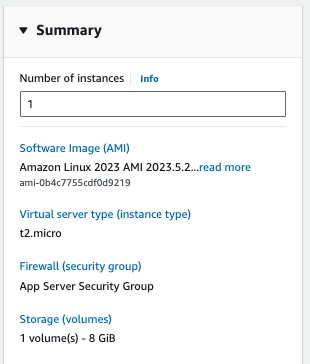 Summary
Number of instances Info
1
Software Image (AMI)
Amazon Linux 2023 AMI 2023.5.2...read more
ami-0b4c7755cdf0d9219
Virtual server type (instance type)
t2.micro
Firewall (security group)
App Server Security Group
Storage (volumes)
1 volume(s) - 8 GiB